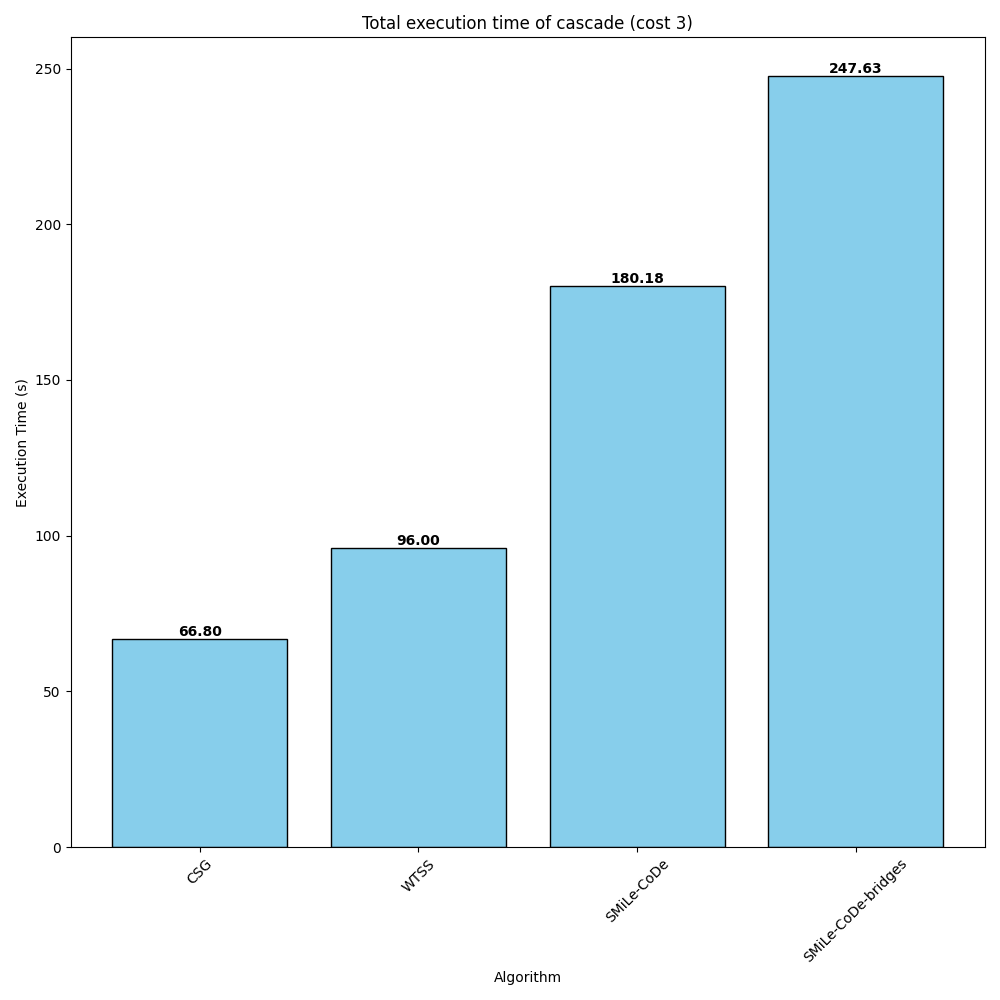 Total execution time of cascade (cost 3)
247.63
180.18
96.00
66.80
250
200
150
100
50
0
Execution Time (s)
CSG
WTSS
SMiLe-CoDe
SMiLe-CoDe-bridges
Algorithm